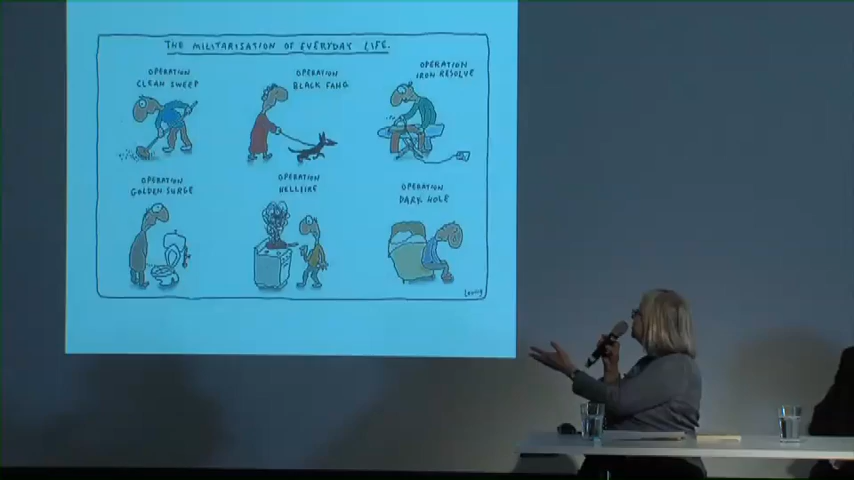 THE MILITARISATION OF EVERYDAY LIFE.
OPERATION
CLEAN SWEEP
OPERATION
BLACK FANG
OPERATION
IRON RESOLVE
OPERATION
GOLDEN SURGE
OPERATION
HELLFIRE
OPERATION
DARK HOLE
Leunig